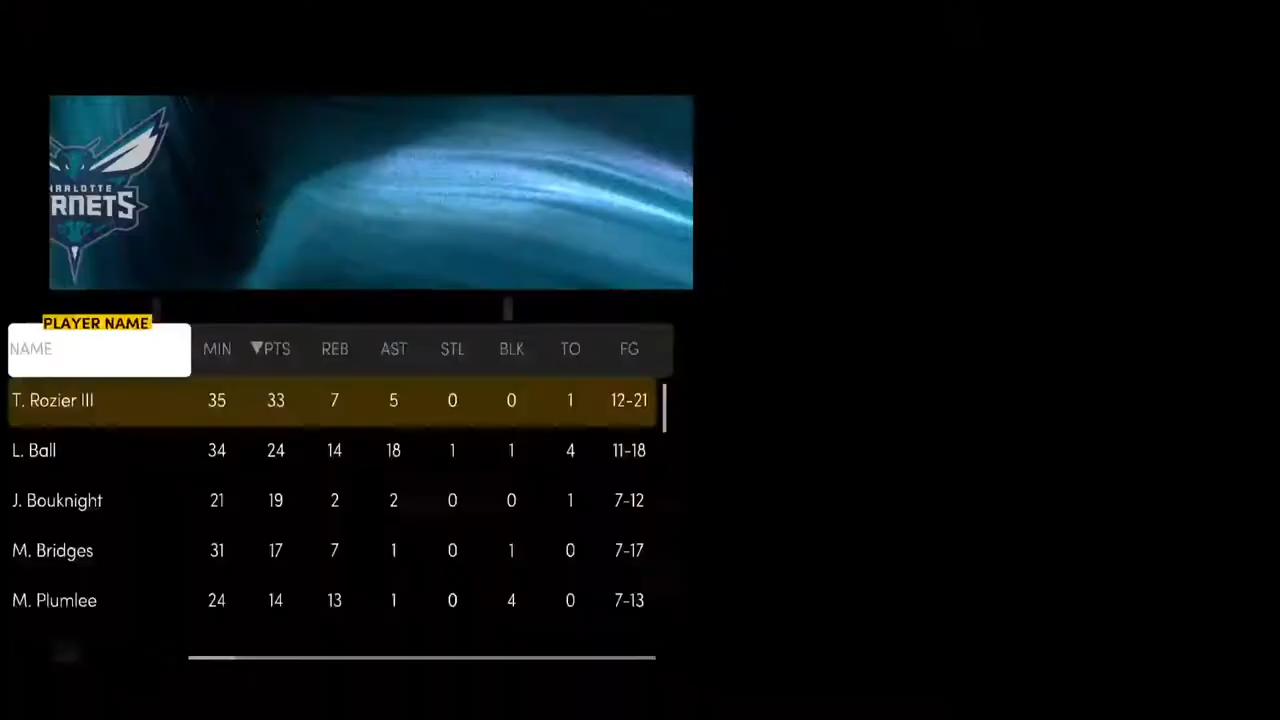 HARLOTTE
RNETS
PLAYER NAME
NAME MIN ▼PTS REB AST STL BLK TO FG
T. Rozier III 35 33 7 5 0 0 1 12-21
L. Ball 34 24 14 18 1 1 4 11-18
J. Bouknight 21 19 2 2 0 0 1 7-12
M. Bridges 31 17 7 1 0 1 0 7-17
M. Plumlee 24 14 13 1 0 4 0 7-13